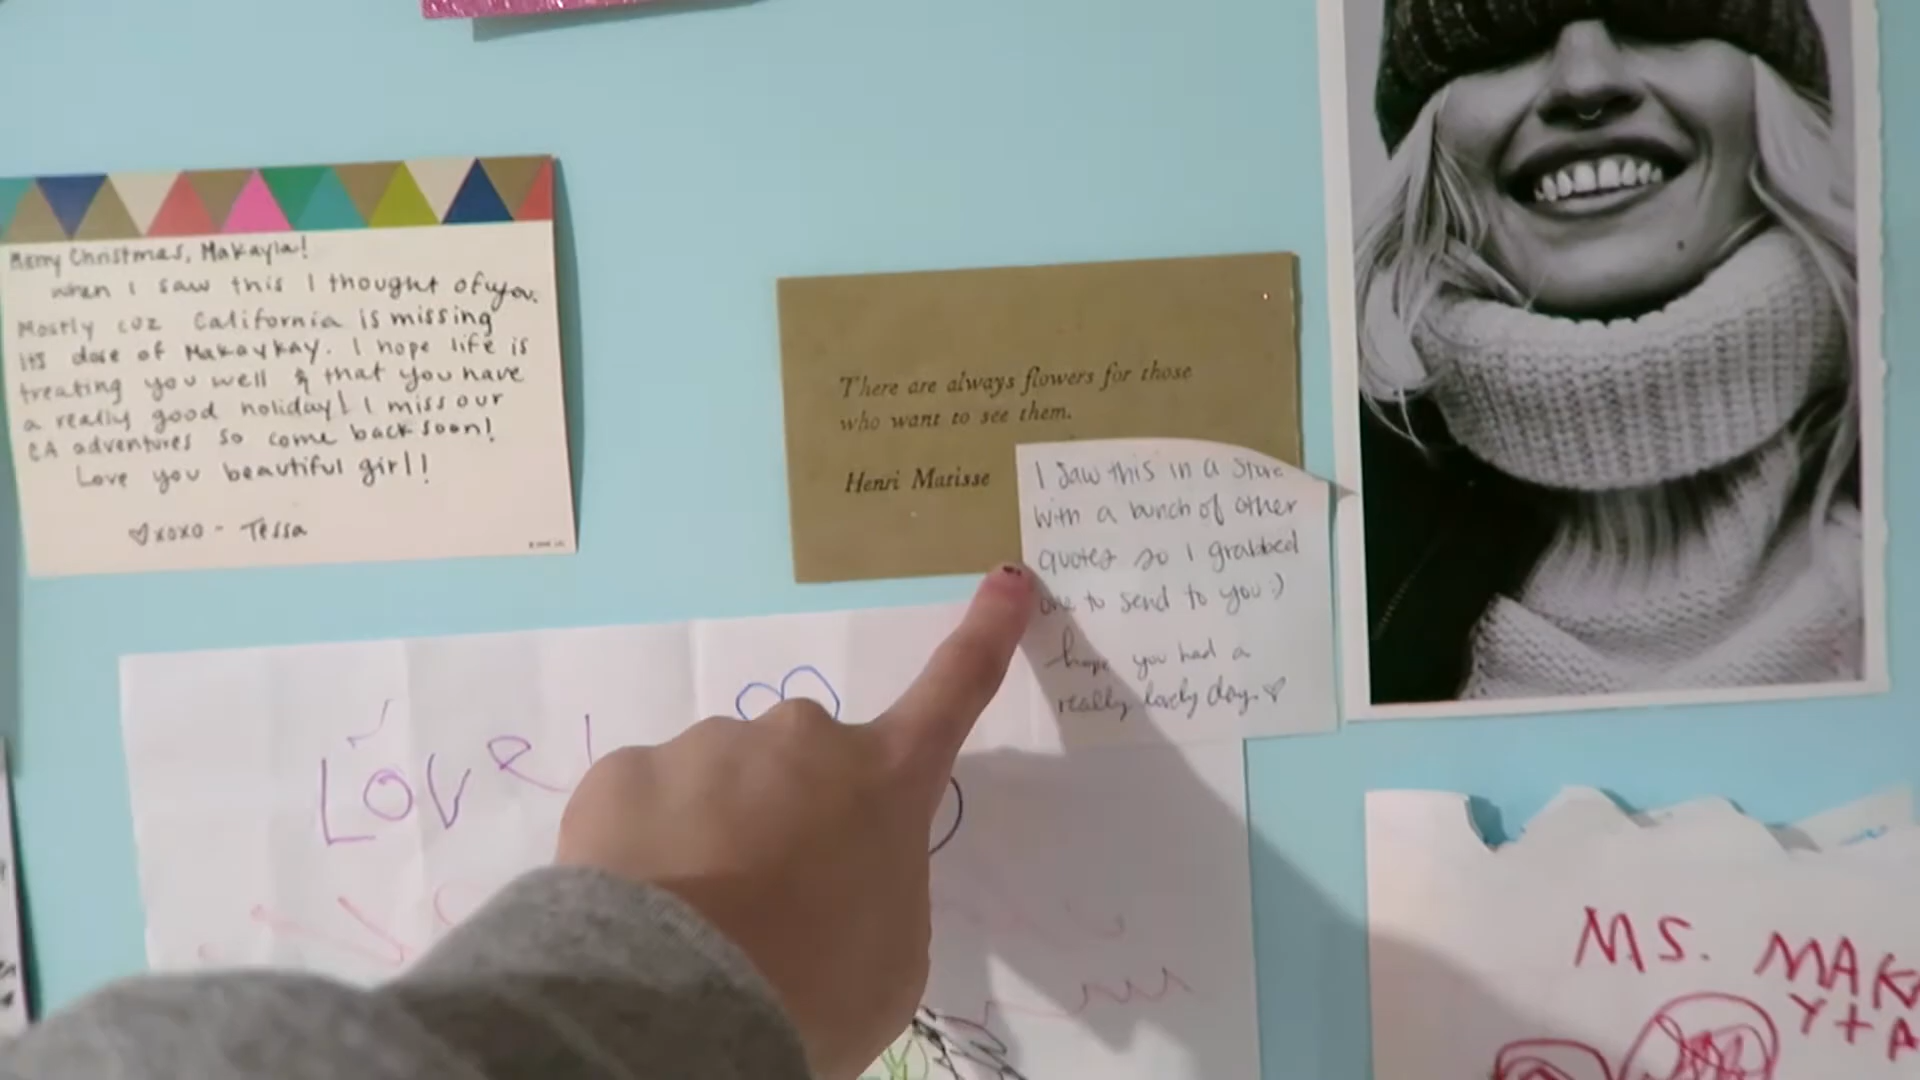 Merry Christmas, Makayla!
when I saw this I thought of you.
Mostly cuz California is missing
its dose of Makaykay. I hope life is
treating you well & that you have
a really good holiday! I miss our
CA adventures so come back soon!
Love you beautiful girl!
♡xoxo - Tessa
There are always flowers for those
who want to see them.
Henri Matisse
I saw this in a store
with a bunch of other
quotes so I grabbed
one to send to you :)
hope you had a
really lovely day. ♡
Love
MS. MAK
Y + A